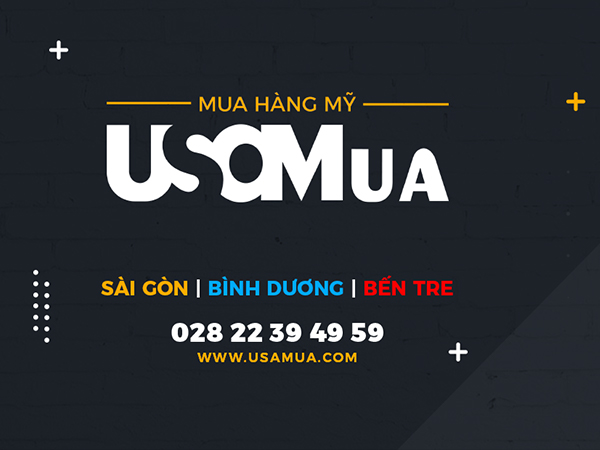 MUA HÀNG MỸ
USAMUA
SÀI GÒN | BÌNH DƯƠNG | BẾN TRE
028 22 39 49 59
WWW.USAMUA.COM